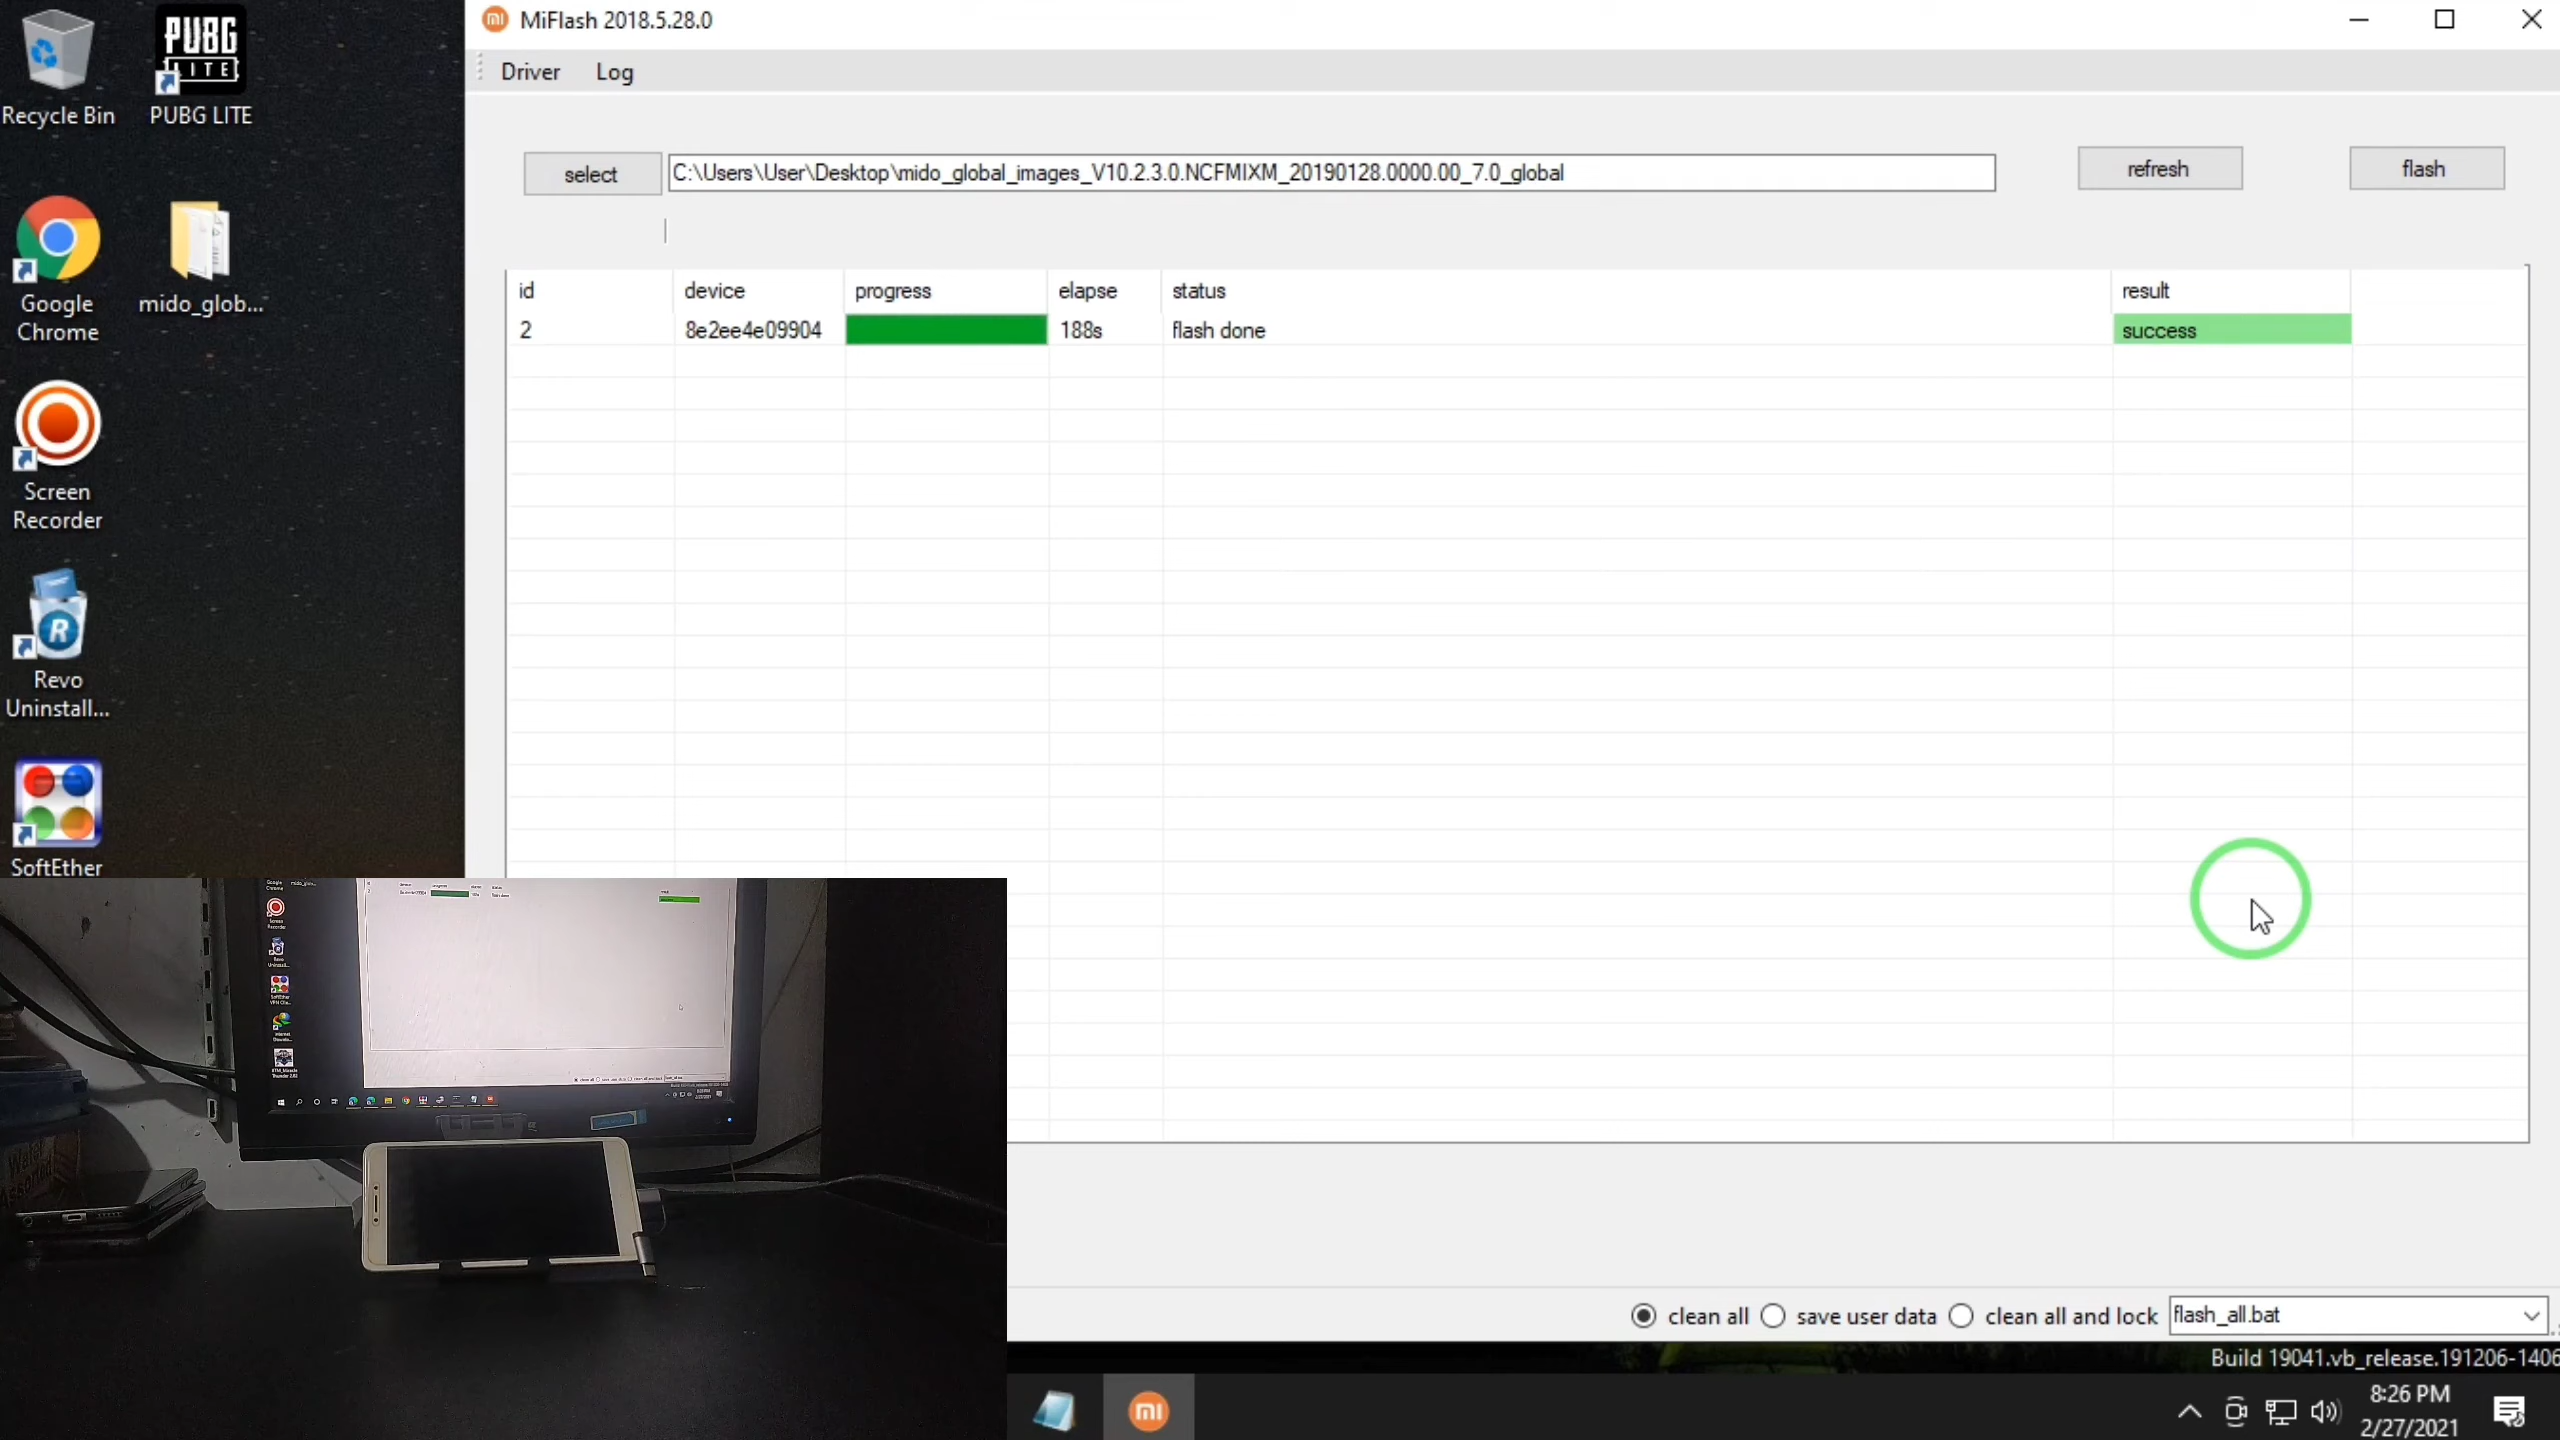 MiFlash 2018.5.28.0
Driver Log
select C:\Users\User\Desktop\mido_global_images_V10.2.3.0.NCFMIXM_20190128.0000.00_7.0_global refresh flash
id device progress elapse status result
2 8e2ee4e09904 188s flash done success
Recycle Bin
PUBG LITE
PUBG LITE
Google
Chrome
mido_glob...
Screen
Recorder
R
Revo
Uninstall...
SoftEther
clean all save user data clean all and lock flash_all.bat
Build 19041.vb_release.191206-1406
8:26 PM
2/27/2021